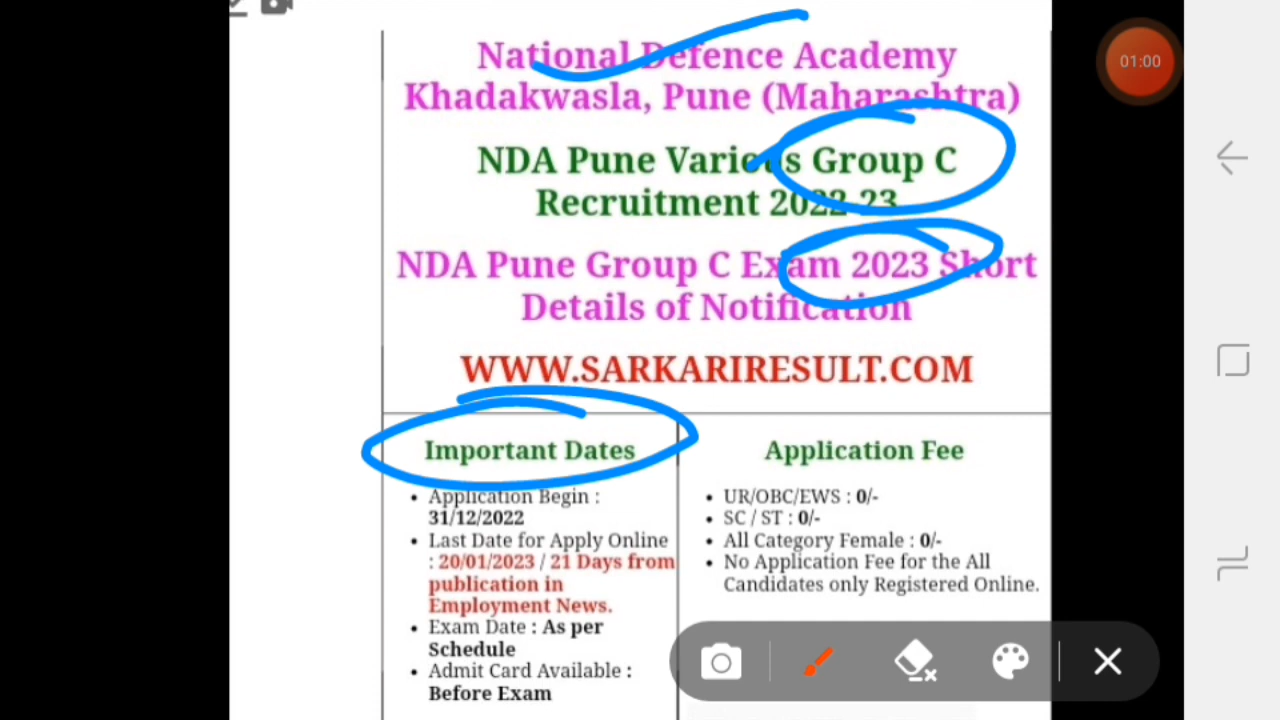 01:00
National Defence Academy
Khadakwasla, Pune (Maharashtra)
NDA Pune Various Group C
Recruitment 2022-23
NDA Pune Group C Exam 2023 Short
Details of Notification
WWW.SARKARIRESULT.COM
Important Dates
• Application Begin :
31/12/2022
• Last Date for Apply Online
: 20/01/2023 / 21 Days from
publication in
Employment News.
• Exam Date : As per
Schedule
• Admit Card Available :
Before Exam
Application Fee
• UR/OBC/EWS : 0/-
• SC / ST : 0/-
• All Category Female : 0/-
• No Application Fee for the All
Candidates only Registered Online.